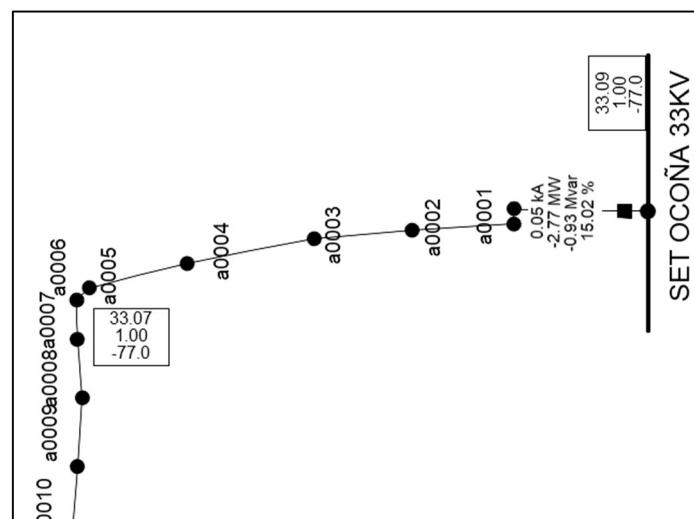 33.09
1.00
-77.0
SET OCOÑA 33KV
0.05 kA
-2.77 MW
-0.93 Mvar
15.02 %
a0001
a0002
a0003
a0004
a0005
a0006
33.07
1.00
-77.0
a0007
a0008
a0009
0010